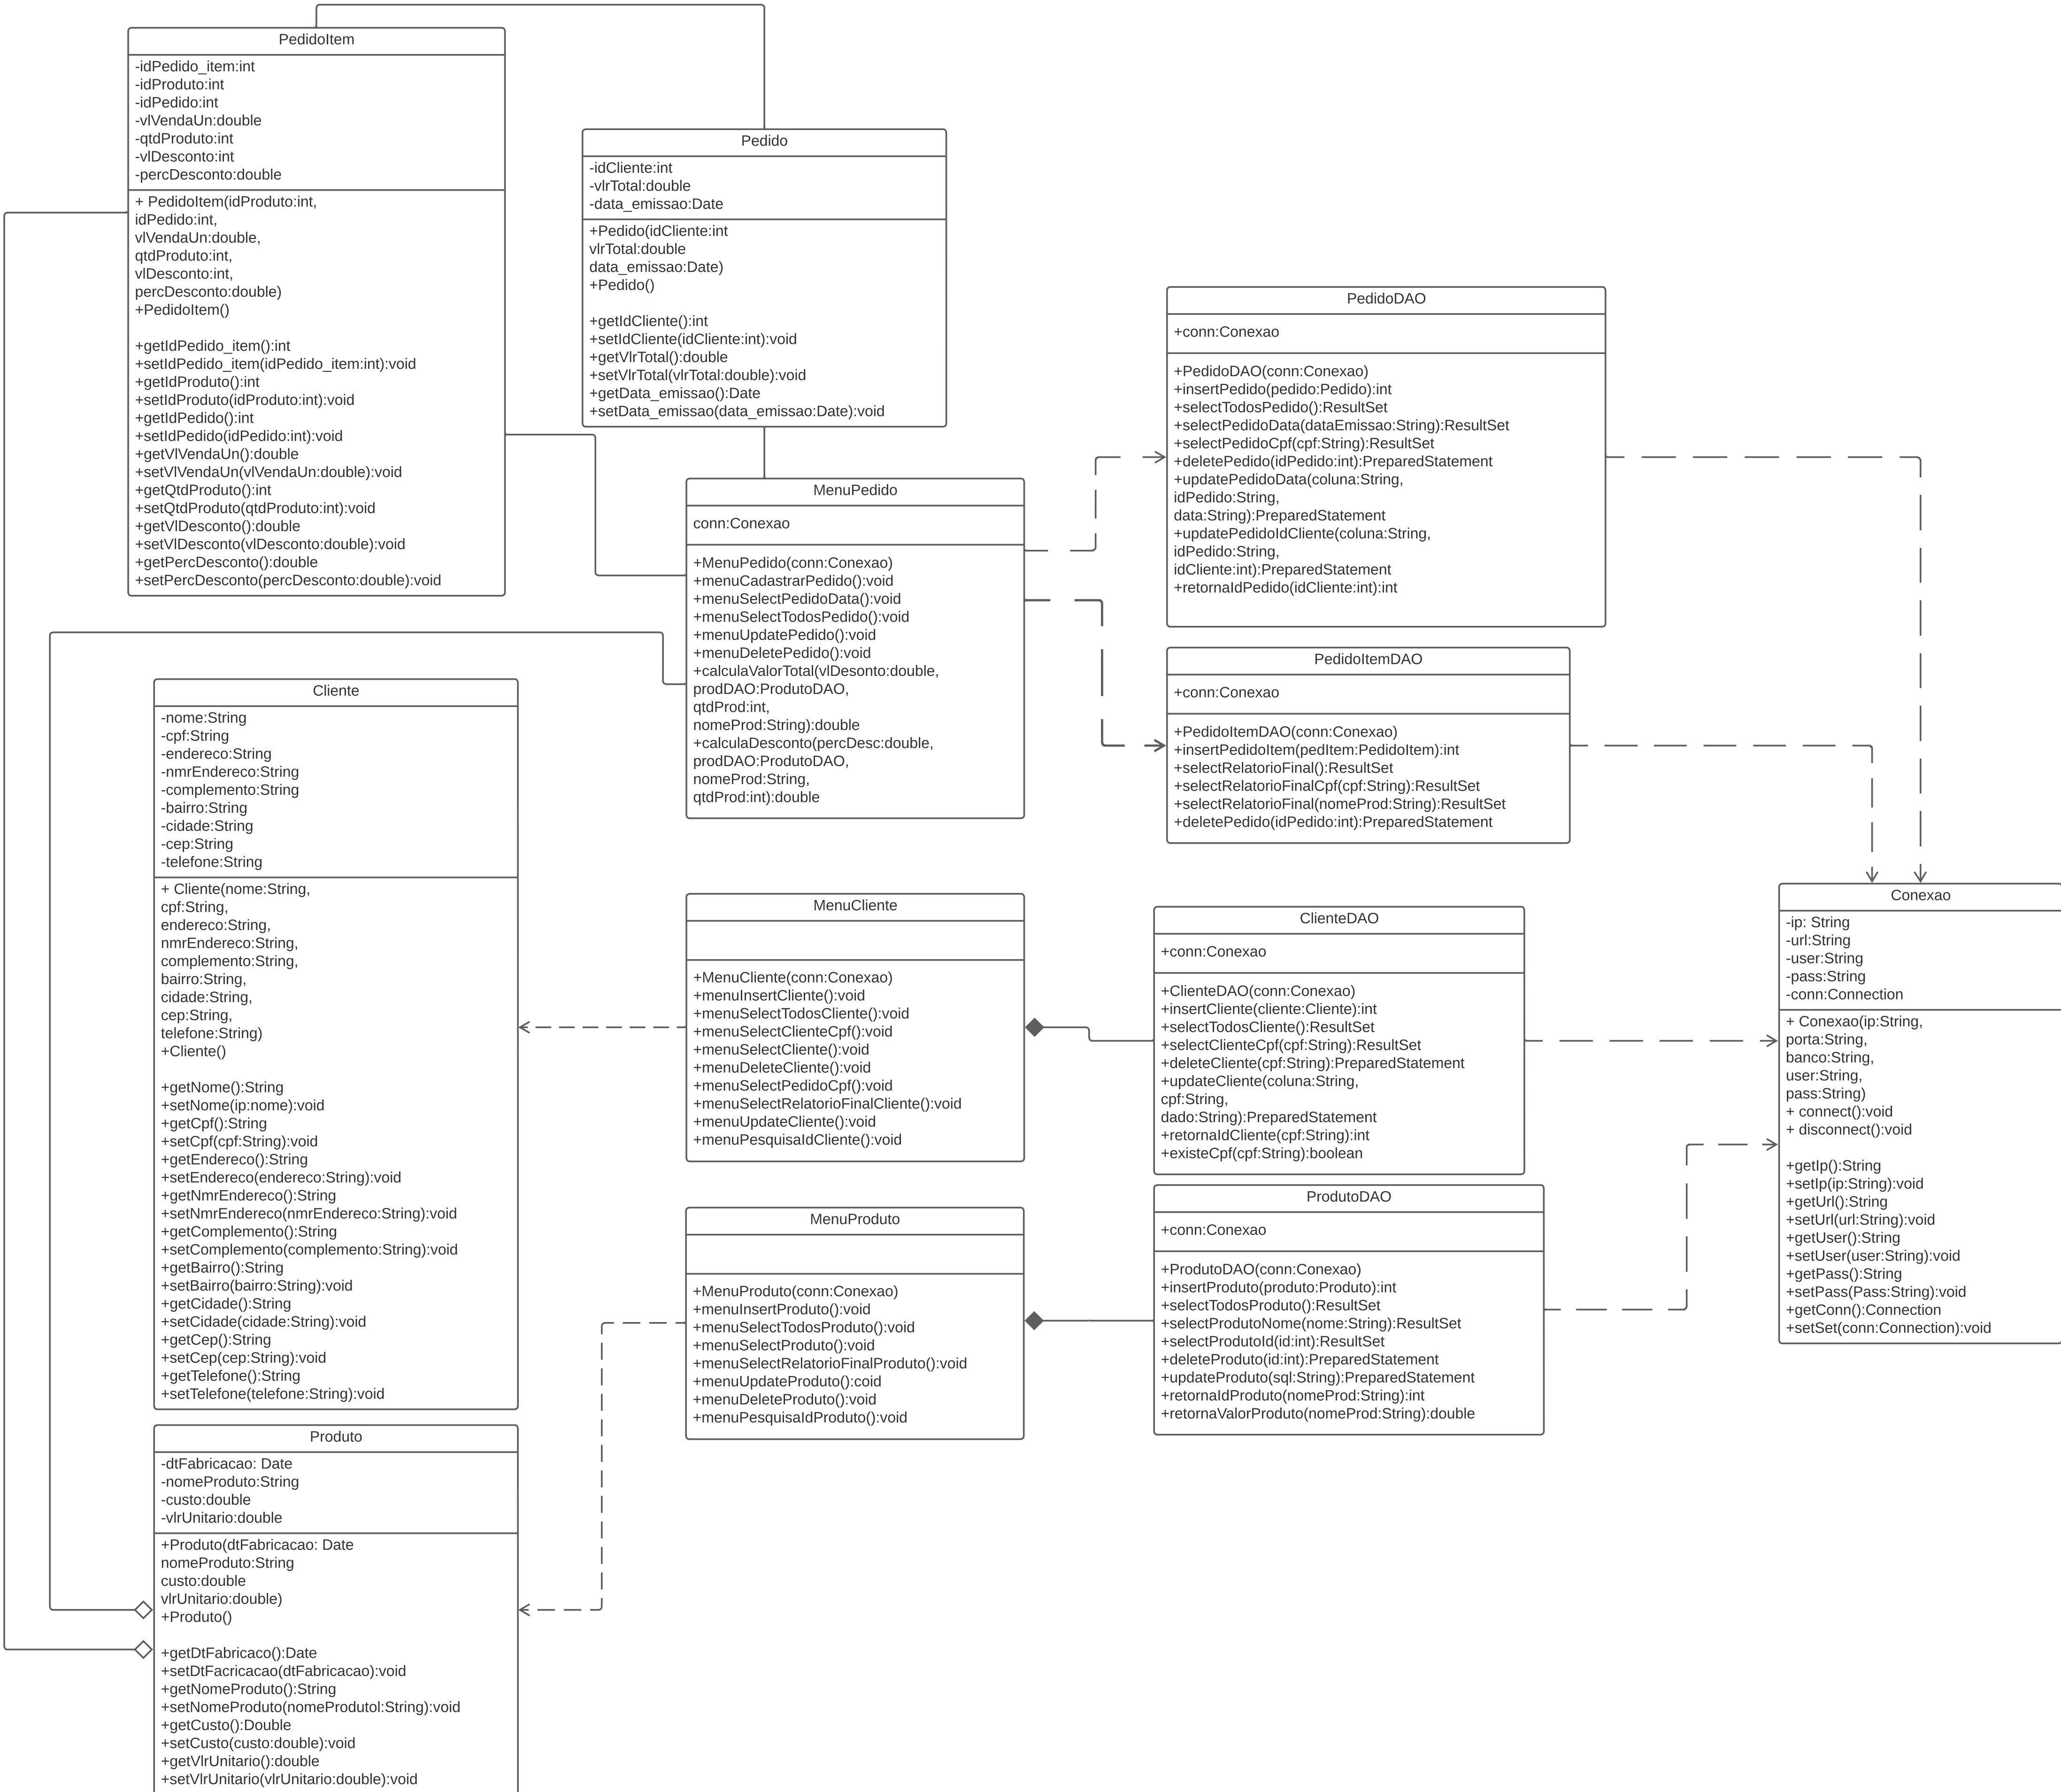 PedidoItem
-idPedido_item:int
-idProduto:int
-idPedido:int
-vlVendaUn:double
-qtdProduto:int
-vlDesconto:int
-percDesconto:double
+ PedidoItem(idProduto:int,
idPedido:int,
vlVendaUn:double,
qtdProduto:int,
vlDesconto:int,
percDesconto:double)
+PedidoItem()
+getIdPedido_item():int
+setIdPedido_item(idPedido_item:int):void
+getIdProduto():int
+setIdProduto(idProduto:int):void
+getIdPedido():int
+setIdPedido(idPedido:int):void
+getVlVendaUn():double
+setVlVendaUn(vlVendaUn:double):void
+getQtdProduto():int
+setQtdProduto(qtdProduto:int):void
+getVlDesconto():double
+setVlDesconto(vlDesconto:double):void
+getPercDesconto():double
+setPercDesconto(percDesconto:double):void
Pedido
-idCliente:int
-vlrTotal:double
-data_emissao:Date
+Pedido(idCliente:int
vlrTotal:double
data_emissao:Date)
+Pedido()
+getIdCliente():int
+setIdCliente(idCliente:int):void
+getVlrTotal():double
+setVlrTotal(vlrTotal:double):void
+getData_emissao():Date
+setData_emissao(data_emissao:Date):void
PedidoDAO
+conn:Conexao
+PedidoDAO(conn:Conexao)
+insertPedido(pedido:Pedido):int
+selectTodosPedido():ResultSet
+selectPedidoData(dataEmissao:String):ResultSet
+selectPedidoCpf(cpf:String):ResultSet
+deletePedido(idPedido:int):PreparedStatement
+updatePedidoData(coluna:String,
idPedido:String,
data:String):PreparedStatement
+updatePedidoIdCliente(coluna:String,
idPedido:String,
idCliente:int):PreparedStatement
+retornaIdPedido(idCliente:int):int
MenuPedido
conn:Conexao
+MenuPedido(conn:Conexao)
+menuCadastrarPedido():void
+menuSelectPedidoData():void
+menuSelectTodosPedido():void
+menuUpdatePedido():void
+menuDeletePedido():void
+calculaValorTotal(vlDesonto:double,
prodDAO:ProdutoDAO,
qtdProd:int,
nomeProd:String):double
+calculaDesconto(percDesc:double,
prodDAO:ProdutoDAO,
nomeProd:String,
qtdProd:int):double
PedidoItemDAO
+conn:Conexao
+PedidoItemDAO(conn:Conexao)
+insertPedidoItem(pedItem:PedidoItem):int
+selectRelatorioFinal():ResultSet
+selectRelatorioFinalCpf(cpf:String):ResultSet
+selectRelatorioFinal(nomeProd:String):ResultSet
+deletePedido(idPedido:int):PreparedStatement
Cliente
-nome:String
-cpf:String
-endereco:String
-nmrEndereco:String
-complemento:String
-bairro:String
-cidade:String
-cep:String
-telefone:String
+ Cliente(nome:String,
cpf:String,
endereco:String,
nmrEndereco:String,
complemento:String,
bairro:String,
cidade:String,
cep:String,
telefone:String)
+Cliente()
+getNome():String
+setNome(ip:nome):void
+getCpf():String
+setCpf(cpf:String):void
+getEndereco():String
+setEndereco(endereco:String):void
+getNmrEndereco():String
+setNmrEndereco(nmrEndereco:String):void
+getComplemento():String
+setComplemento(complemento:String):void
+getBairro():String
+setBairro(bairro:String):void
+getCidade():String
+setCidade(cidade:String):void
+getCep():String
+setCep(cep:String):void
+getTelefone():String
+setTelefone(telefone:String):void
MenuCliente
+MenuCliente(conn:Conexao)
+menuInsertCliente():void
+menuSelectTodosCliente():void
+menuSelectClienteCpf():void
+menuSelectCliente():void
+menuDeleteCliente():void
+menuSelectPedidoCpf():void
+menuSelectRelatorioFinalCliente():void
+menuUpdateCliente():void
+menuPesquisaIdCliente():void
ClienteDAO
+conn:Conexao
+ClienteDAO(conn:Conexao)
+insertCliente(cliente:Cliente):int
+selectTodosCliente():ResultSet
+selectClienteCpf(cpf:String):ResultSet
+deleteCliente(cpf:String):PreparedStatement
+updateCliente(coluna:String,
cpf:String,
dado:String):PreparedStatement
+retornaIdCliente(cpf:String):int
+existeCpf(cpf:String):boolean
Conexao
-ip: String
-url:String
-user:String
-pass:String
-conn:Connection
+ Conexao(ip:String,
porta:String,
banco:String,
user:String,
pass:String)
+ connect():void
+ disconnect():void
+getIp():String
+setIp(ip:String):void
+getUrl():String
+setUrl(url:String):void
+getUser():String
+setUser(user:String):void
+getPass():String
+setPass(Pass:String):void
+getConn():Connection
+setSet(conn:Connection):void
MenuProduto
+MenuProduto(conn:Conexao)
+menuInsertProduto():void
+menuSelectTodosProduto():void
+menuSelectProduto():void
+menuSelectRelatorioFinalProduto():void
+menuUpdateProduto():coid
+menuDeleteProduto():void
+menuPesquisaIdProduto():void
ProdutoDAO
+conn:Conexao
+ProdutoDAO(conn:Conexao)
+insertProduto(produto:Produto):int
+selectTodosProduto():ResultSet
+selectProdutoNome(nome:String):ResultSet
+selectProdutoId(id:int):ResultSet
+deleteProduto(id:int):PreparedStatement
+updateProduto(sql:String):PreparedStatement
+retornaIdProduto(nomeProd:String):int
+retornaValorProduto(nomeProd:String):double
Produto
-dtFabricacao: Date
-nomeProduto:String
-custo:double
-vlrUnitario:double
+Produto(dtFabricacao: Date
nomeProduto:String
custo:double
vlrUnitario:double)
+Produto()
+getDtFabricaco():Date
+setDtFacricacao(dtFabricacao):void
+getNomeProduto():String
+setNomeProduto(nomeProdutol:String):void
+getCusto():Double
+setCusto(custo:double):void
+getVlrUnitario():double
+setVlrUnitario(vlrUnitario:double):void